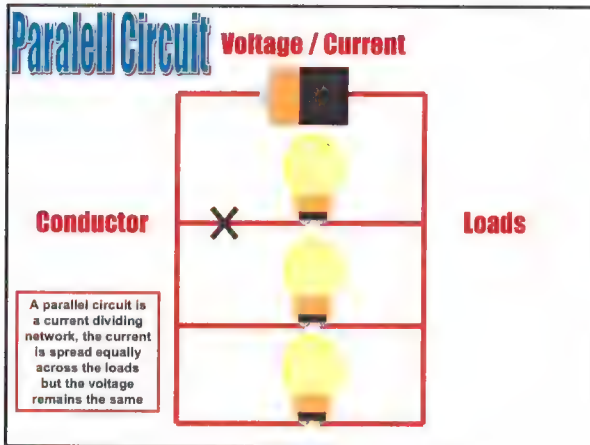 Paralell Circuit
Voltage / Current
Conductor
Loads
A parallel circuit is
a current dividing
network, the current
is spread equally
across the loads
but the voltage
remains the same